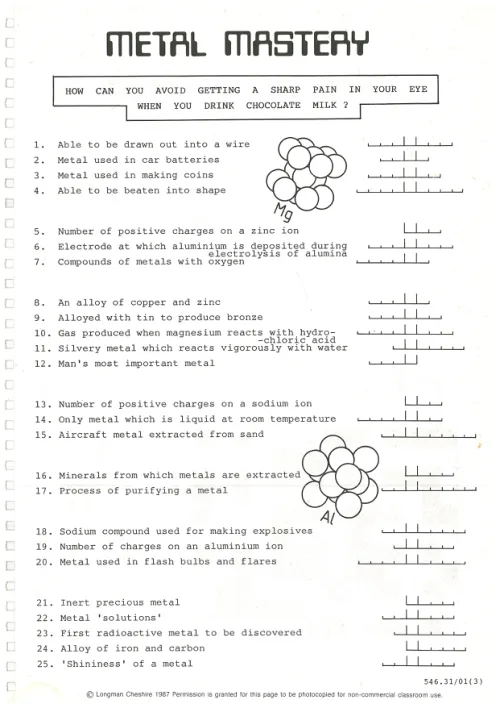 METAL MASTERY
HOW CAN YOU AVOID GETTING A SHARP PAIN IN YOUR EYE
WHEN YOU DRINK CHOCOLATE MILK ?
1. Able to be drawn out into a wire
2. Metal used in car batteries
3. Metal used in making coins
4. Able to be beaten into shape
Mg
5. Number of positive charges on a zinc ion
6. Electrode at which aluminium is deposited during
electrolysis of alumina
7. Compounds of metals with oxygen
8. An alloy of copper and zinc
9. Alloyed with tin to produce bronze
10. Gas produced when magnesium reacts with hydro-
-chloric acid
11. Silvery metal which reacts vigorously with water
12. Man's most important metal
13. Number of positive charges on a sodium ion
14. Only metal which is liquid at room temperature
15. Aircraft metal extracted from sand
16. Minerals from which metals are extracted
17. Process of purifying a metal
Al
18. Sodium compound used for making explosives
19. Number of charges on an aluminium ion
20. Metal used in flash bulbs and flares
21. Inert precious metal
22. Metal 'solutions'
23. First radioactive metal to be discovered
24. Alloy of iron and carbon
25. 'Shininess' of a metal
546.31/01(3)
© Longman Cheshire 1987 Permission is granted for this page to be photocopied for non-commercial classroom use.